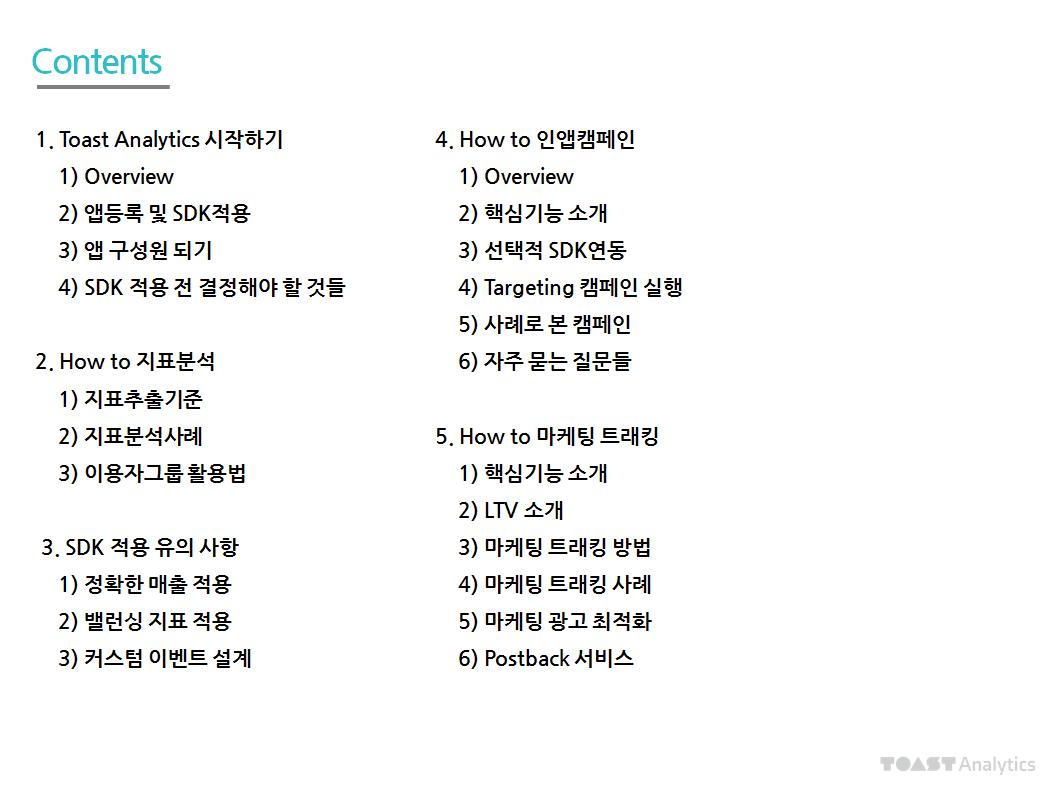 Contents
1. Toast Analytics 시작하기
1) Overview
2) 앱등록 및 SDK적용
3) 앱 구성원 되기
4) SDK 적용 전 결정해야 할 것들
2. How to 지표분석
1) 지표추출기준
2) 지표분석사례
3) 이용자그룹 활용법
3. SDK 적용 유의 사항
1) 정확한 매출 적용
2) 밸런싱 지표 적용
3) 커스텀 이벤트 설계
4. How to 인앱캠페인
1) Overview
2) 핵심기능 소개
3) 선택적 SDK연동
4) Targeting 캠페인 실행
5) 사례로 본 캠페인
6) 자주 묻는 질문들
5. How to 마케팅 트래킹
1) 핵심기능 소개
2) LTV 소개
3) 마케팅 트래킹 방법
4) 마케팅 트래킹 사례
5) 마케팅 광고 최적화
6) Postback 서비스
TOAST Analytics